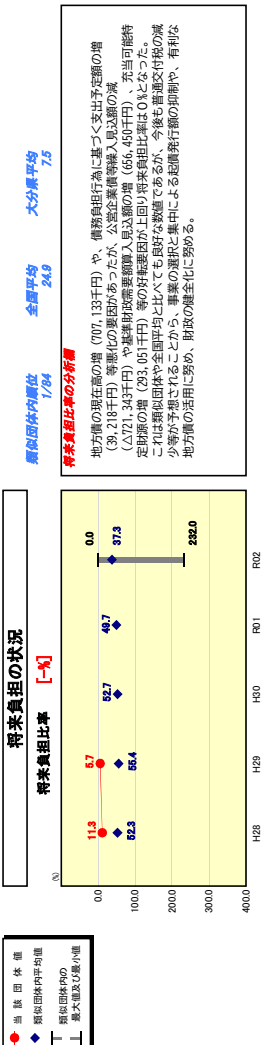 将来負担の状況
将来負担比率
[-%]
類似団体内順位
1/84
全国平均
24.9
大分県平均
7.5
当 該 団 体 値
類似団体内平均値
類似団体内の
最大値及び最小値
(%)
0.0
100.0
200.0
300.0
400.0
11.3
5.7
52.3
55.4
52.7
49.7
0.0
37.3
232.0
H28
H29
H30
R01
R02
将来負担比率の分析欄
地方債の現在高の増（707,133千円）や、債務負担行為に基づく支出予定額の増
（39,218千円）等悪化の要因があったが、公営企業債等繰入見込額の減
（△721,343千円）や基準財政需要額算入見込額の増（656,450千円）、充当可能特
定財源の増（293,051千円）等の好転要因が上回り将来負担比率は０％となった。
これは類似団体や全国平均と比べても良好な数値であるが、今後も普通交付税の減
少等が予想されることから、事業の選択と集中による起債発行額の抑制や、有利な
地方債の活用に努め、財政の健全化に努める。